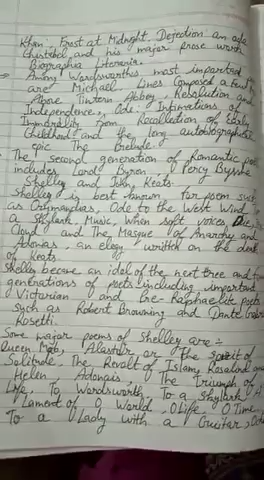 Khan: Frost at Midnight, Dejection an ode
Christabel, and his major prose work
Biographia Literaria.
Among Wordsworths most important
are Michael, Lines Composed a few
Above Tintern Abbey, Resolution and
Independence, Ode: Intimations of
Immortality from Recollection of early
Childhood and the long autobiographical
epic The Prelude.
The second generation of Romantic poets
includes Lord Byron, Percy Bysshe
Shelley and John Keats.
Shelley is best known for poem such
as Ozymandias, Ode to the West Wind,
a Skylark, Music, When soft voices Die,
Cloud and The Masque of Anarchy and
Adonais, an elegy written on the death
of Keats.
Shelley became an idol of the next three and
generations of poets including important
Victorian and Pre-Raphaelite poets
such as Robert Browning and Dante Gabriel
Rosetti.
Some major poems of Shelley are:-
Queen Mab, Alastor or the spirit of
Solitude, The Revolt of Islam, Rosalind and
Helen, Adonais, The Triumph of
Life, To Wordsworth, To a Skylark
Lament of O World, O Life, O Time,
To a Lady with a Guitar,